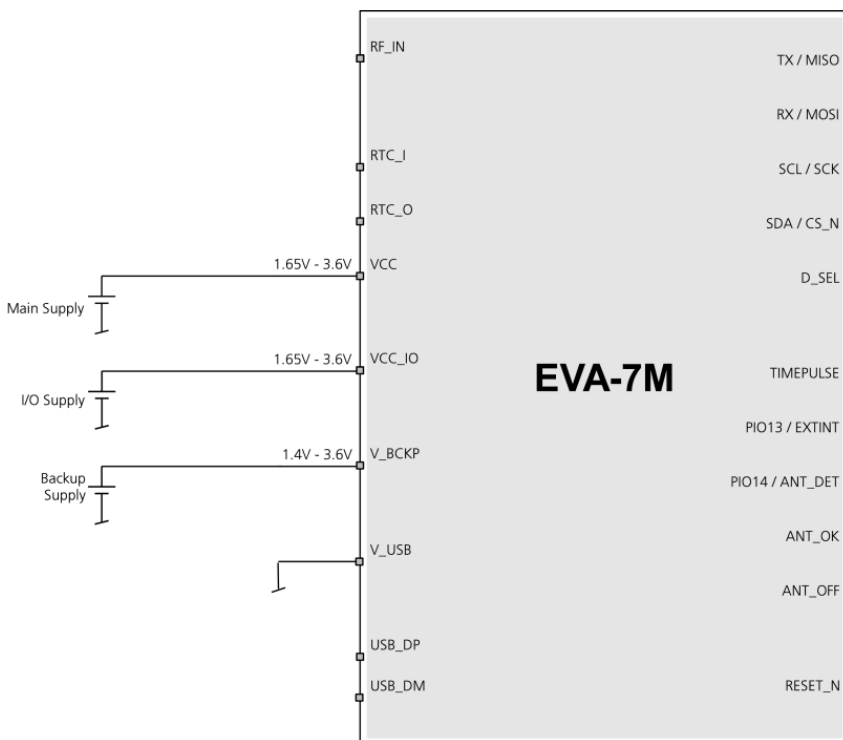 RF_IN
TX / MISO
RX / MOSI
RTC_I
SCL / SCK
RTC_O
SDA / CS_N
1.65V - 3.6V
VCC
D_SEL
Main Supply
1.65V - 3.6V
VCC_IO
EVA-7M
TIMEPULSE
I/O Supply
PIO13 / EXTINT
1.4V - 3.6V
V_BCKP
Backup
Supply
PIO14 / ANT_DET
V_USB
ANT_OK
ANT_OFF
USB_DP
USB_DM
RESET_N